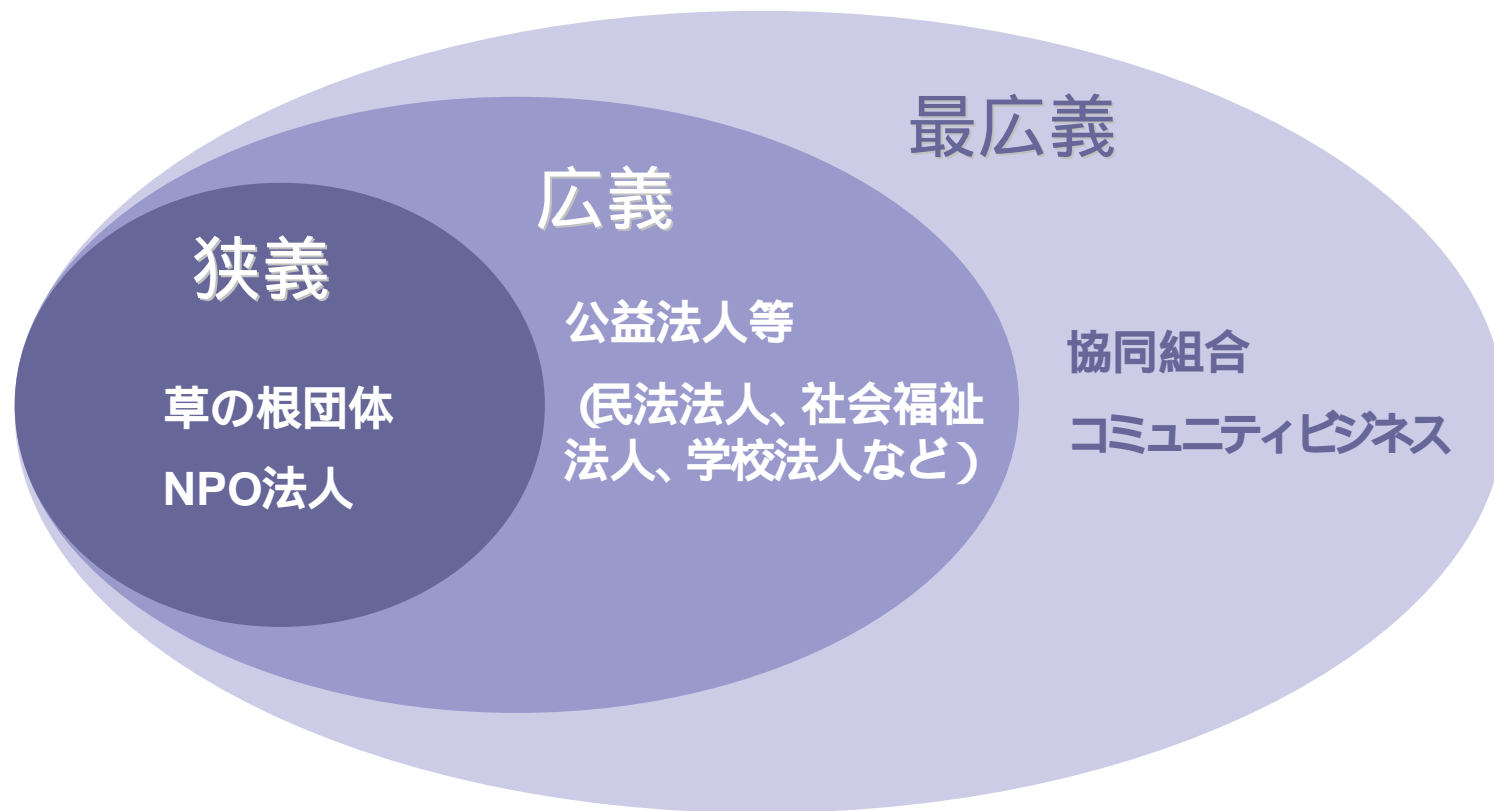 狭義
草の根団体
NPO法人
広義
公益法人等
（民法法人、社会福祉
法人、学校法人など）
最広義
協同組合
コミュニティビジネス